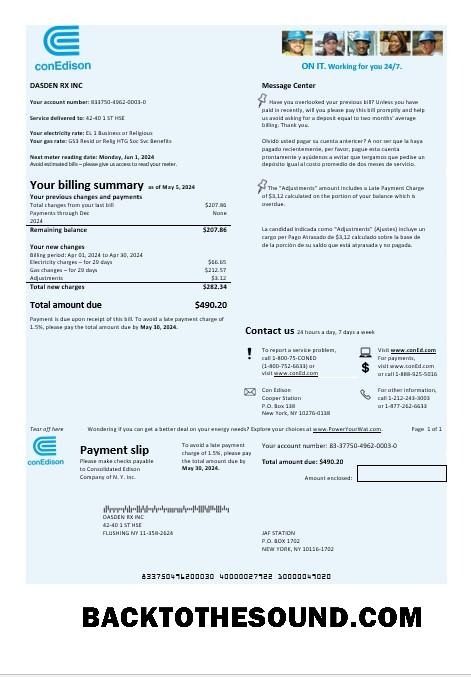 conEdison
ON IT. Working for you 24/7.
DASDEN RX INC
Your account number: 833750-4962-0003-0
Service delivered to: 42-40 1 ST HSE
Your electricity rate: EL 1 Business or Religious
Your gas rate: GS3 Resid or Relig HTG Soc Svc Benefits
Next meter reading date: Monday, Jun 1, 2024
Avoid estimated bills – please give us access to read your meter.
Your billing summary as of May 5, 2024
Your previous charges and payments
Total charges from your last bill $207.86
Payments through Dec None
2024
Remaining balance $207.86
Your new charges
Billing period: Apr 01, 2024 to Apr 30, 2024
Electricity charges – for 29 days $66.65
Gas changes – for 29 days $212.57
Adjustments $3.12
Total new charges $282.34
Total amount due $490.20
Payment is due upon receipt of this bill. To avoid a late payment charge of
1.5%, please pay the total amount due by May 30, 2024.
Message Center
Have you overlooked your previous bill? Unless you have
paid in recently, will you please pay this bill promptly and help
us avoid asking for a deposit equal to two months' average
billing. Thank you.
Olvidó usted pagar su cuenta anterior? A nor ser que la haya
pagado recientemente, por favor, pague esta cuenta
prontamente y ayúdenos a evitar que tengamos que pedirle un
depósito igual al costo promedio de dos meses de servicio.
The "Adjustments" amount includes a Late Payment Charge
of $3,12 calculated on the portion of your balance which is
overdue.
La candidad indicada como "Adjustments" (Ajustes) incluye un
cargo per Pago Atrasado de $3,12 calculado sobre la base de
de la porción de su saldo que está atyrasada y no pagada.
Contact us 24 hours a day, 7 days a week
To report a service problem,
call 1-800-75-CONED
(1-800-752-6633) or
visit www.conEd.com
Visit www.conEd.com
For payments,
visit www.conEd.com
or call 1-888-925-5016
Con Edison
Cooper Station
P.O. Box 138
New York, NY 10276-0138
For other information,
call 1-212-243-3003
or 1-877-262-6633
Tear off here Wondering if you can get a better deal on your energy needs? Explore your choices at www.PowerYourWat.com. Page 1 of 1
conEdison
Payment slip
Please make checks payable
to Consolidated Edison
Company of N. Y. Inc.
To avoid a late payment
charge of 1.5%, please pay
the total amount due by
May 30, 2024.
Your account number: 83-37750-4962-0003-0
Total amount due: $490.20
Amount enclosed:
DASDEN RX INC
42-40 1 ST HSE
FLUSHING NY 11-358-2624
JAF STATION
P.O. BOX 1702
NEW YORK, NY 10116-1702
833750496200030 40000027922 10000049020
BACKTOTHESOUND.COM